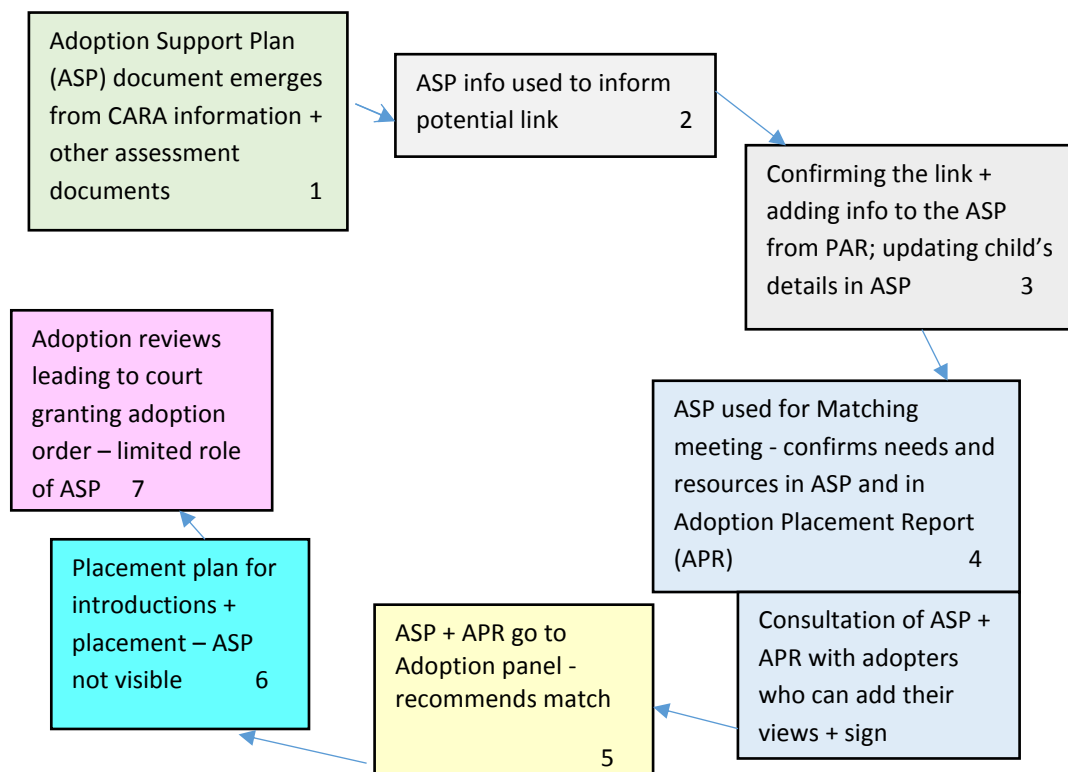 Adoption Support Plan
(ASP) document emerges
from CARA information +
other assessment
documents 1
ASP info used to inform
potential link 2
Confirming the link +
adding info to the ASP
from PAR; updating child’s
details in ASP 3
ASP used for Matching
meeting - confirms needs and
resources in ASP and in
Adoption Placement Report
(APR) 4
Consultation of ASP +
APR with adopters
who can add their
views + sign
ASP + APR go to
Adoption panel -
recommends match
5
Placement plan for
introductions +
placement – ASP
not visible 6
Adoption reviews
leading to court
granting adoption
order – limited role
of ASP 7